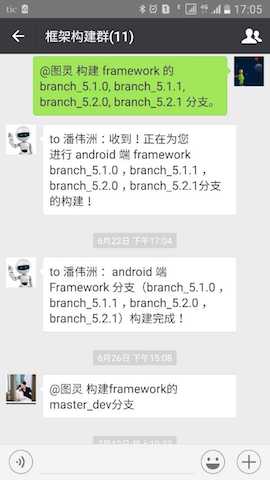 tic
17:05
框架构建群(11)
@图灵 构建 framework 的
branch_5.1.0, branch_5.1.1,
branch_5.2.0, branch_5.2.1 分支。
to 潘伟洲：收到！正在为您
进行 android 端 framework
branch_5.1.0 ，branch_5.1.1 ，
branch_5.2.0 ，branch_5.2.1分支
的构建！
6月22日 下午17:04
to 潘伟洲： android 端
Framework 分支（branch_5.1.0 ，
branch_5.1.1 ，branch_5.2.0 ，
branch_5.2.1）构建完成！
6月26日 下午15:08
@图灵 构建framework的
master_dev分支